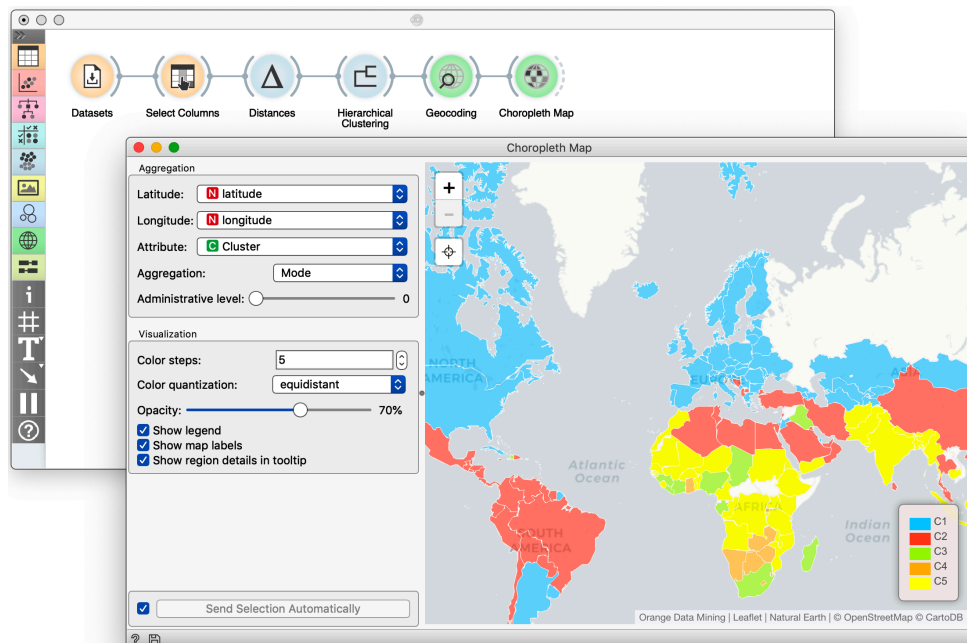 Datasets
Select Columns
Distances
Hierarchical
Clustering
Geocoding
Choropleth Map
Choropleth Map
Aggregation
Latitude: N latitude
Longitude: N longitude
Attribute: C Cluster
Aggregation: Mode
Administrative level: 0
Visualization
Color steps: 5
Color quantization: equidistant
Opacity: 70%
Show legend
Show map labels
Show region details in tooltip
Send Selection Automatically
+
−
NORTH
AMERICA
EUROPE
ASIA
Atlantic
Ocean
AFRICA
SOUTH
AMERICA
Indian
Ocean
C1
C2
C3
C4
C5
Orange Data Mining | Leaflet | Natural Earth | © OpenStreetMap © CartoDB